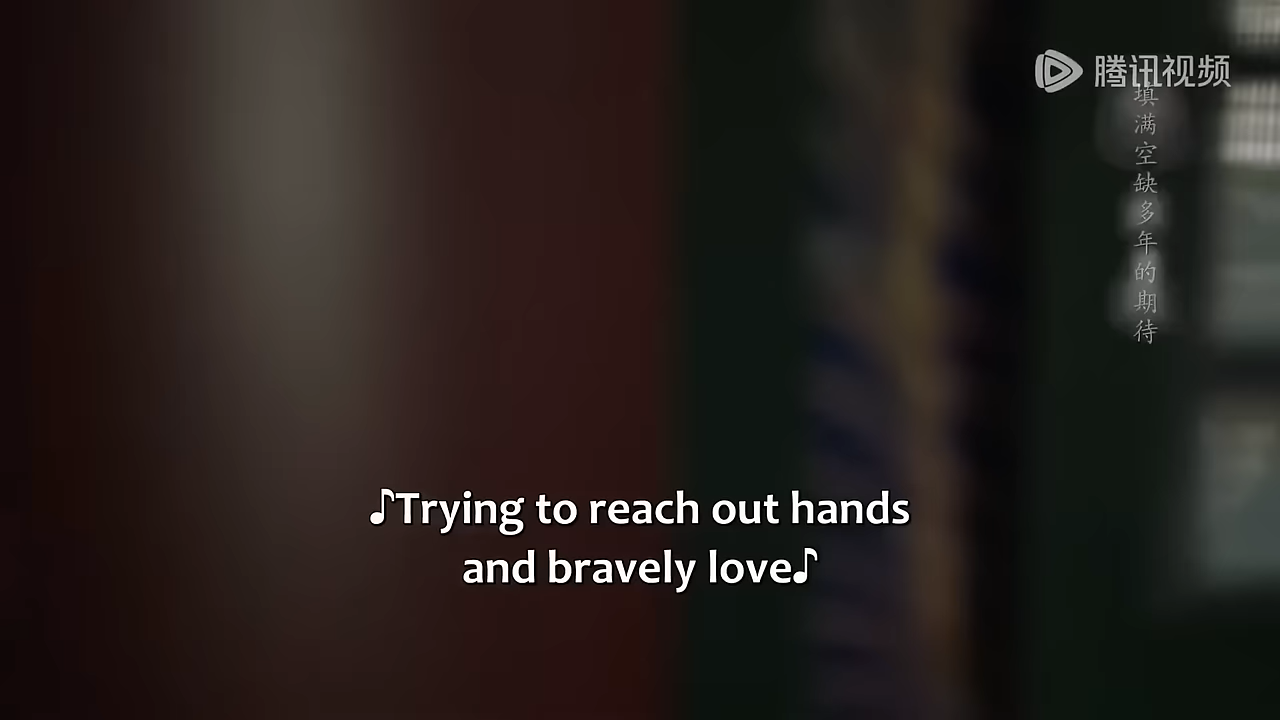 腾讯视频
填满空缺多年的期待
♪Trying to reach out hands
and bravely love♪